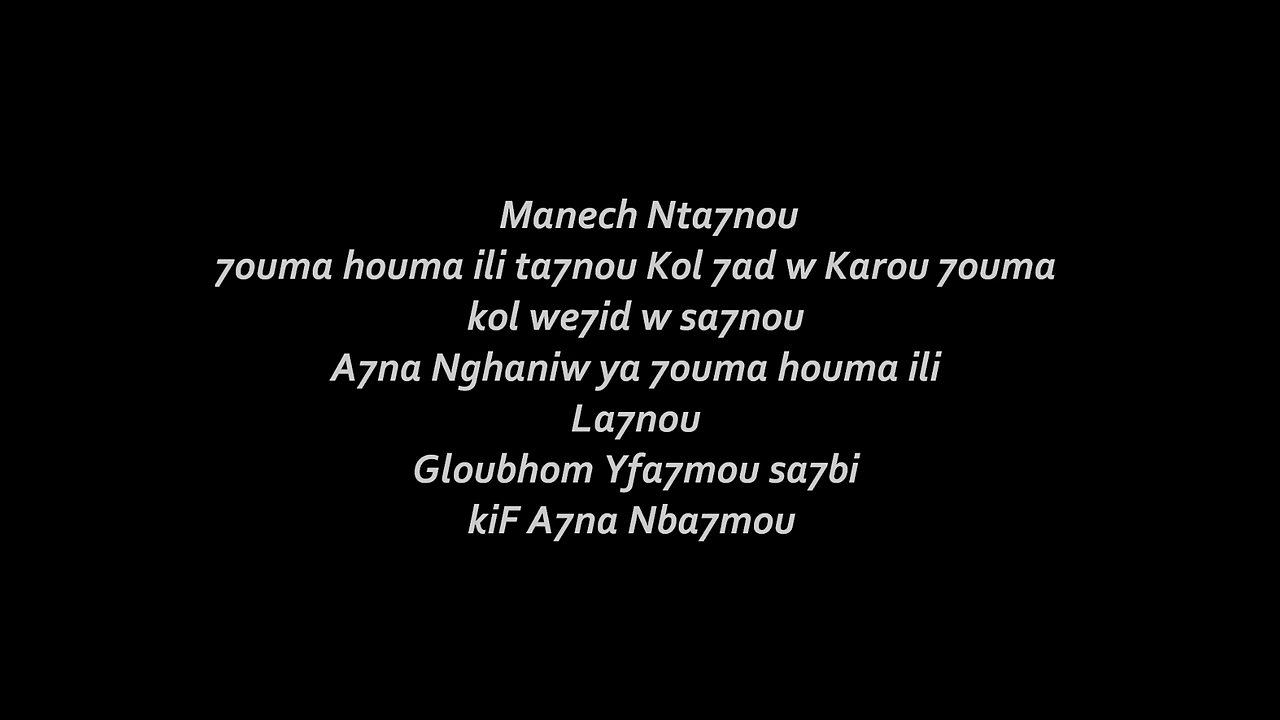 Manech Nta7nou
7ouma houma ili ta7nou Kol 7ad w Karou 7ouma
kol we7id w sa7nou
A7na Nghaniw ya 7ouma houma ili
La7nou
Gloubhom Yfa7mou sa7bi
kiF A7na Nba7mou